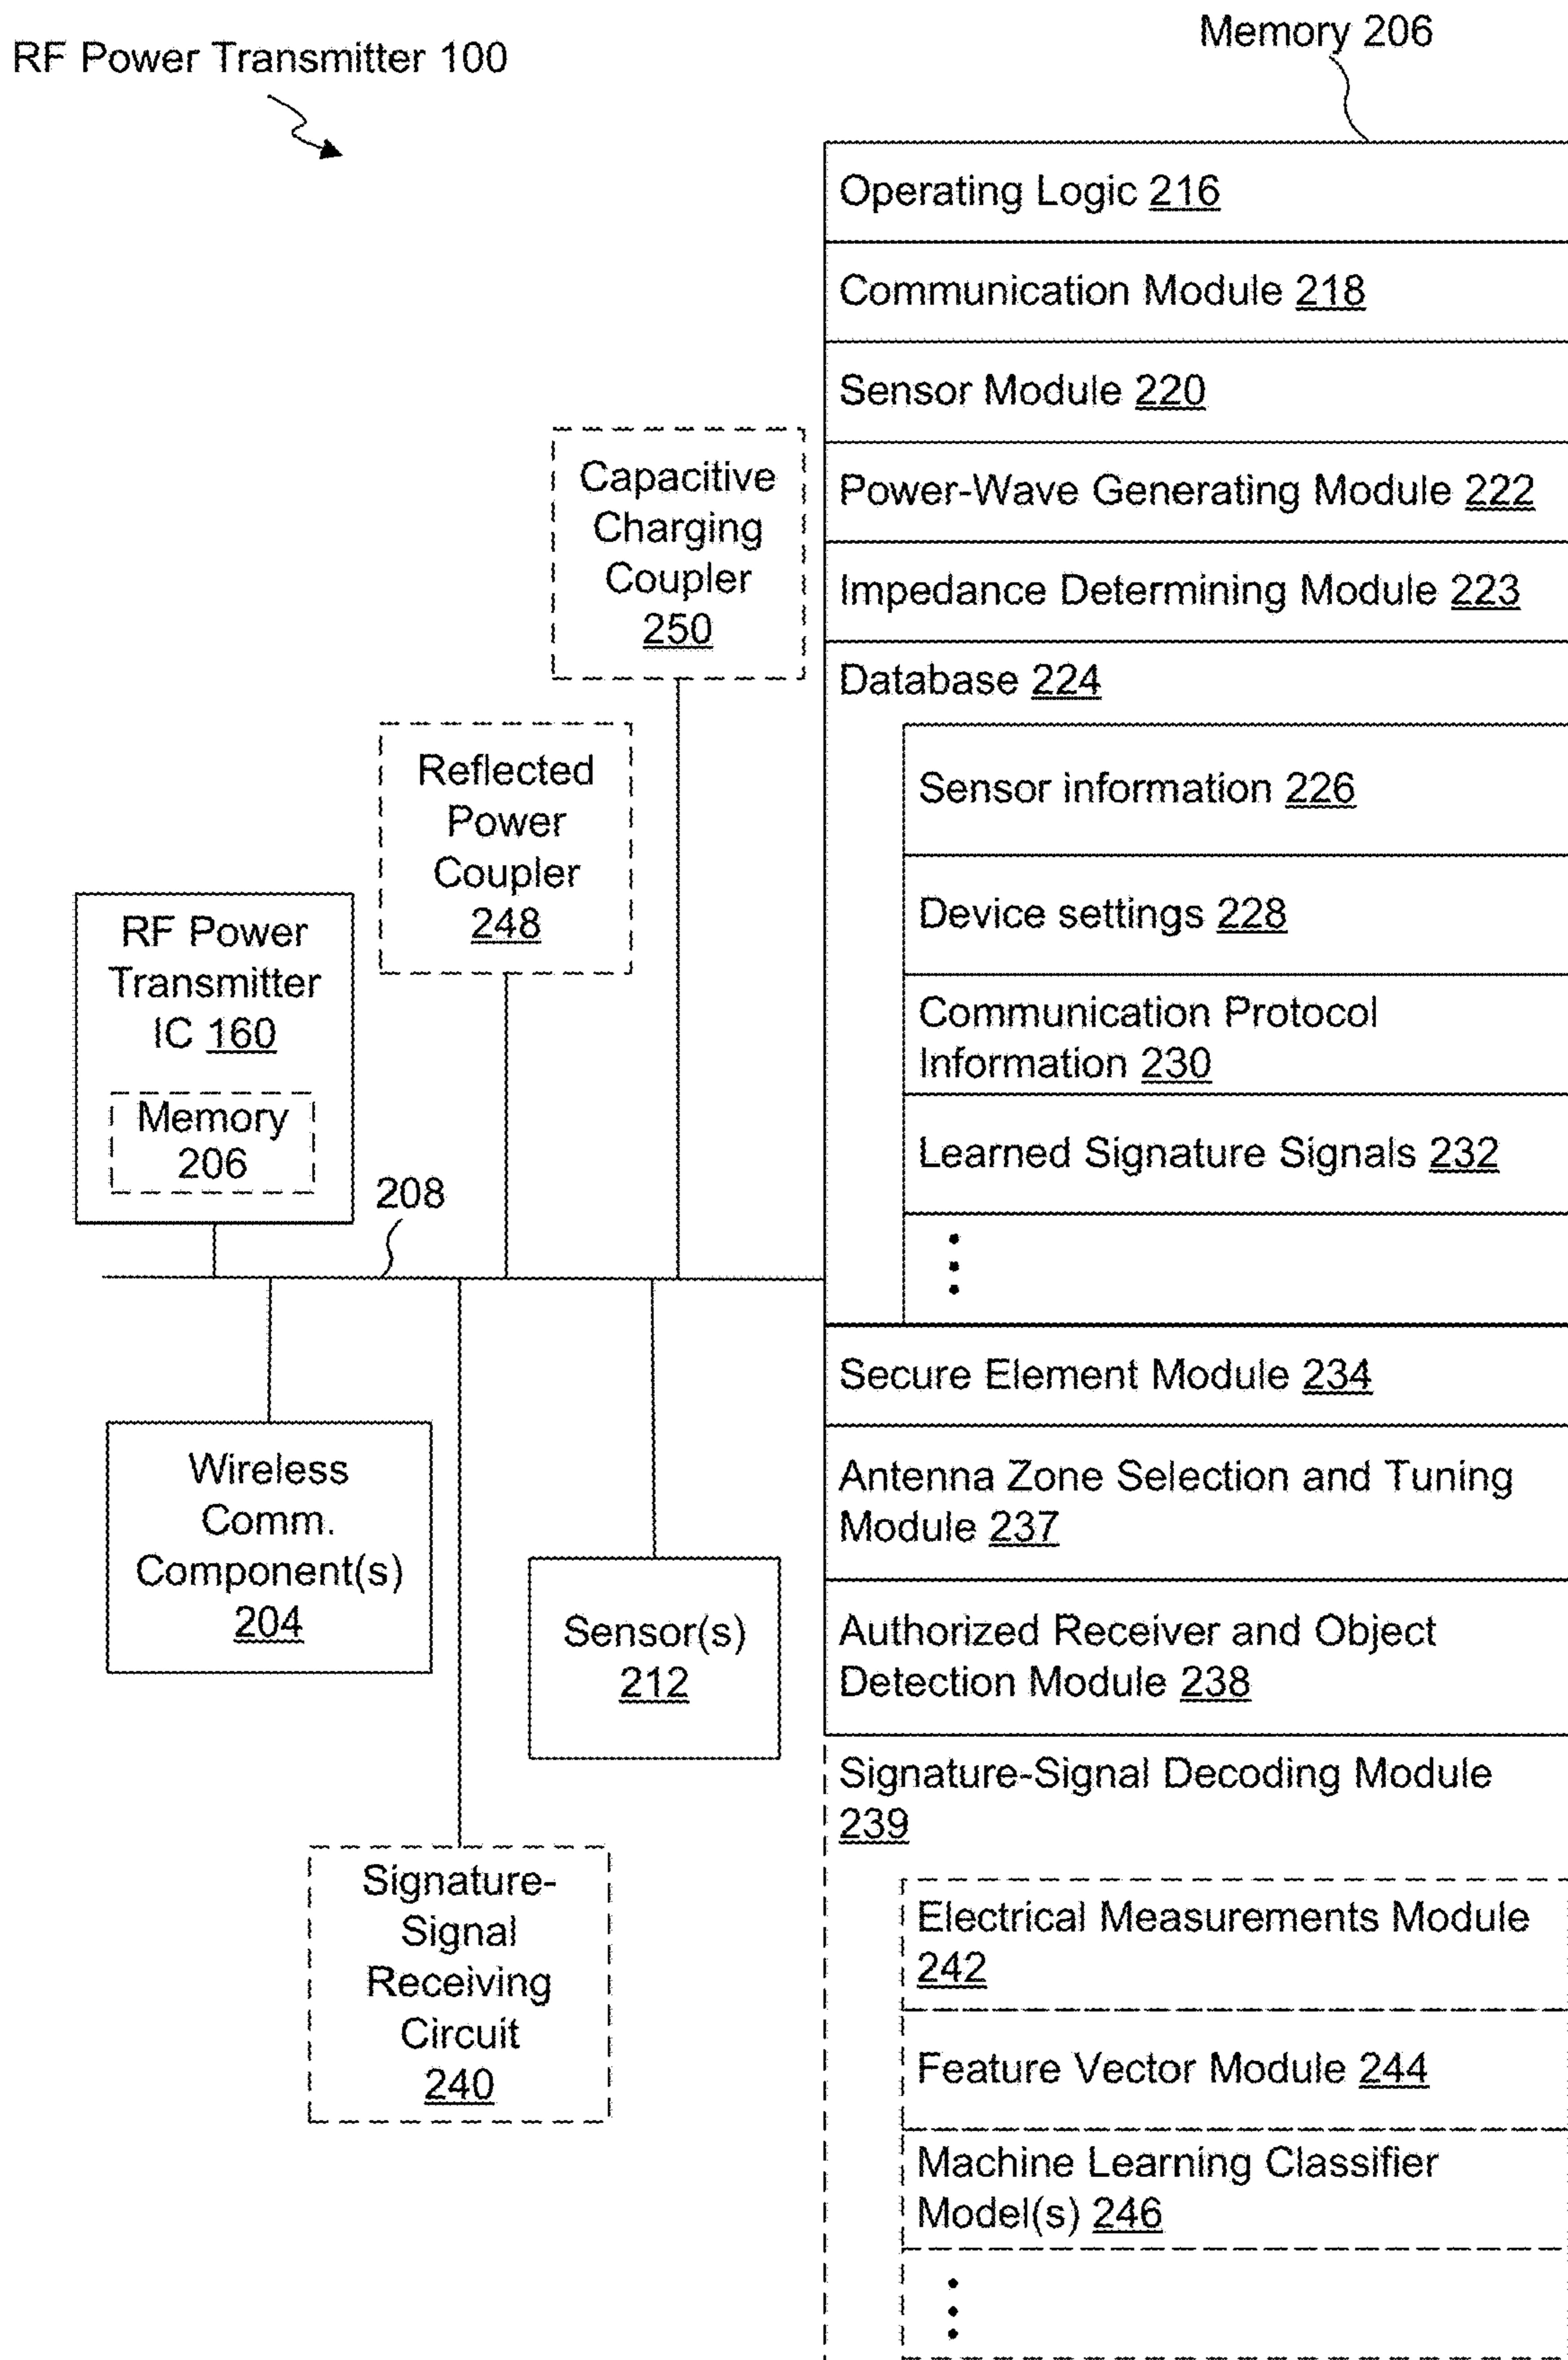 RF Power Transmitter 100
Memory 206
Operating Logic 216
Communication Module 218
Sensor Module 220
Power-Wave Generating Module 222
Impedance Determining Module 223
Database 224
Sensor information 226
Device settings 228
Communication Protocol
Information 230
Learned Signature Signals 232
Secure Element Module 234
Antenna Zone Selection and Tuning
Module 237
Authorized Receiver and Object
Detection Module 238
Signature-Signal Decoding Module
239
Electrical Measurements Module
242
Feature Vector Module 244
Machine Learning Classifier
Model(s) 246
Capacitive
Charging
Coupler
250
Reflected
Power
Coupler
248
RF Power
Transmitter
IC 160
Memory
206
208
Wireless
Comm.
Component(s)
204
Sensor(s)
212
Signature-
Signal
Receiving
Circuit
240